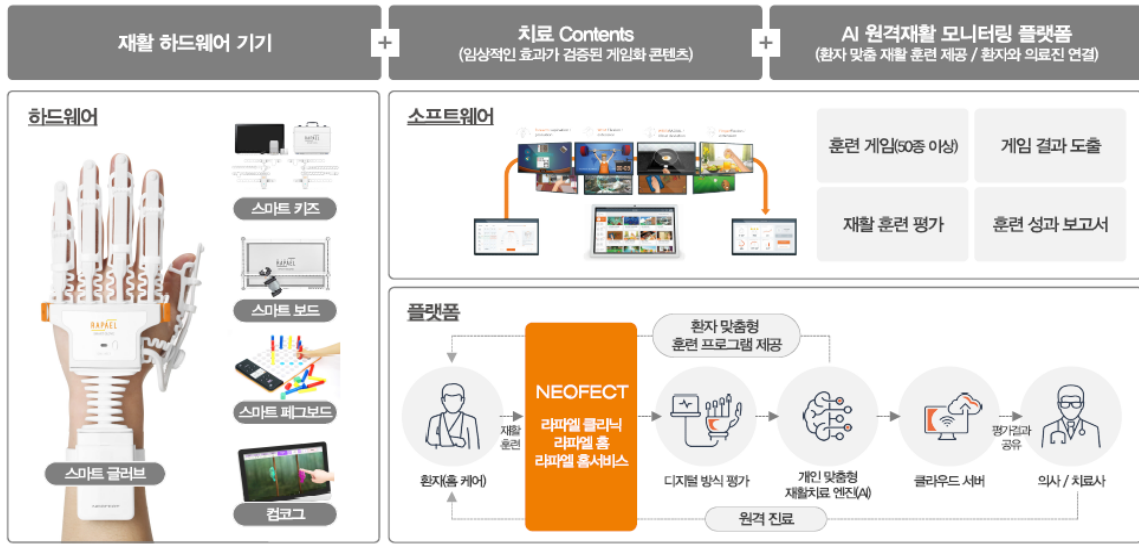 재활 하드웨어 기기
+
치료 Contents
(임상적인 효과가 검증된 게임화 콘텐츠)
+
AI 원격재활 모니터링 플랫폼
(환자 맞춤 재활 훈련 제공 / 환자와 의료진 연결)
하드웨어
RAPAEL
스마트 키즈
RAPAEL
스마트 보드
스마트 페그보드
컴코그
RAPAEL
스마트 글러브
NEOFECT
소프트웨어
훈련 게임(50종 이상)
게임 결과 도출
재활 훈련 평가
훈련 성과 보고서
플랫폼
환자 맞춤형
훈련 프로그램 제공
환자(홈 케어)
재활
훈련
NEOFECT
라파엘 클리닉
라파엘 홈
라파엘 홈서비스
디지털 방식 평가
개인 맞춤형
재활치료 엔진(AI)
클라우드 서버
평가결과
공유
의사 / 치료사
원격 진료